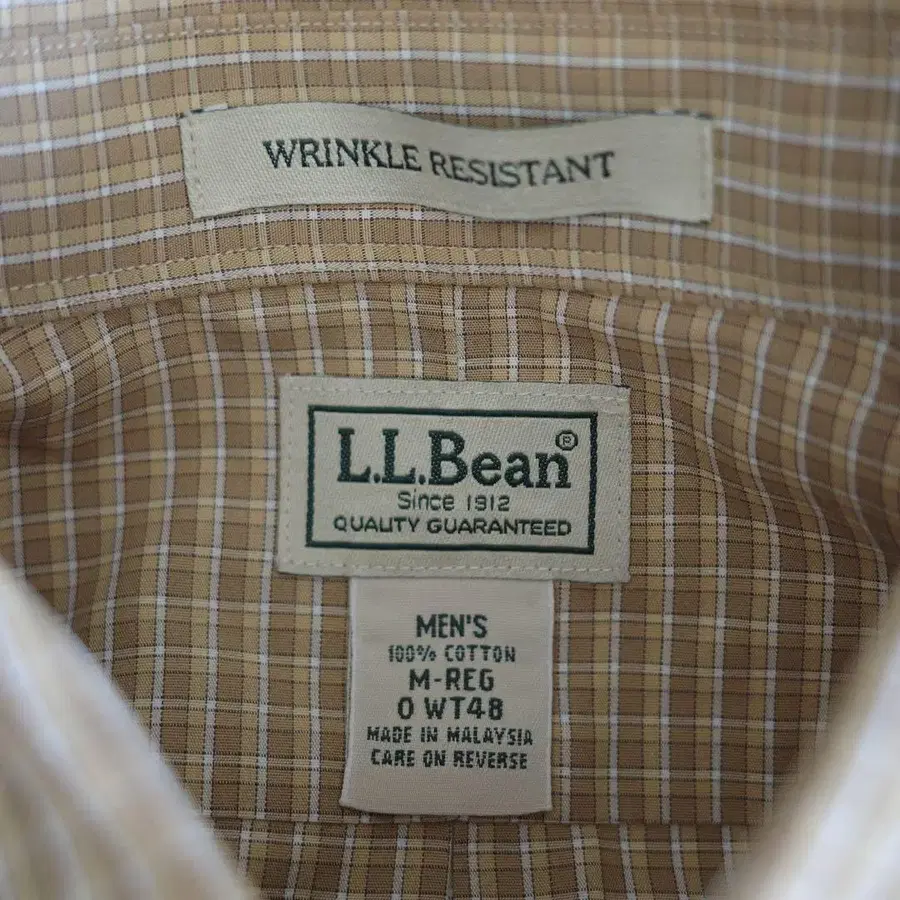 WRINKLE RESISTANT
L.L.Bean®
Since 1912
QUALITY GUARANTEED
MEN'S
100% COTTON
M-REG
0 WT48
MADE IN MALAYSIA
CARE ON REVERSE